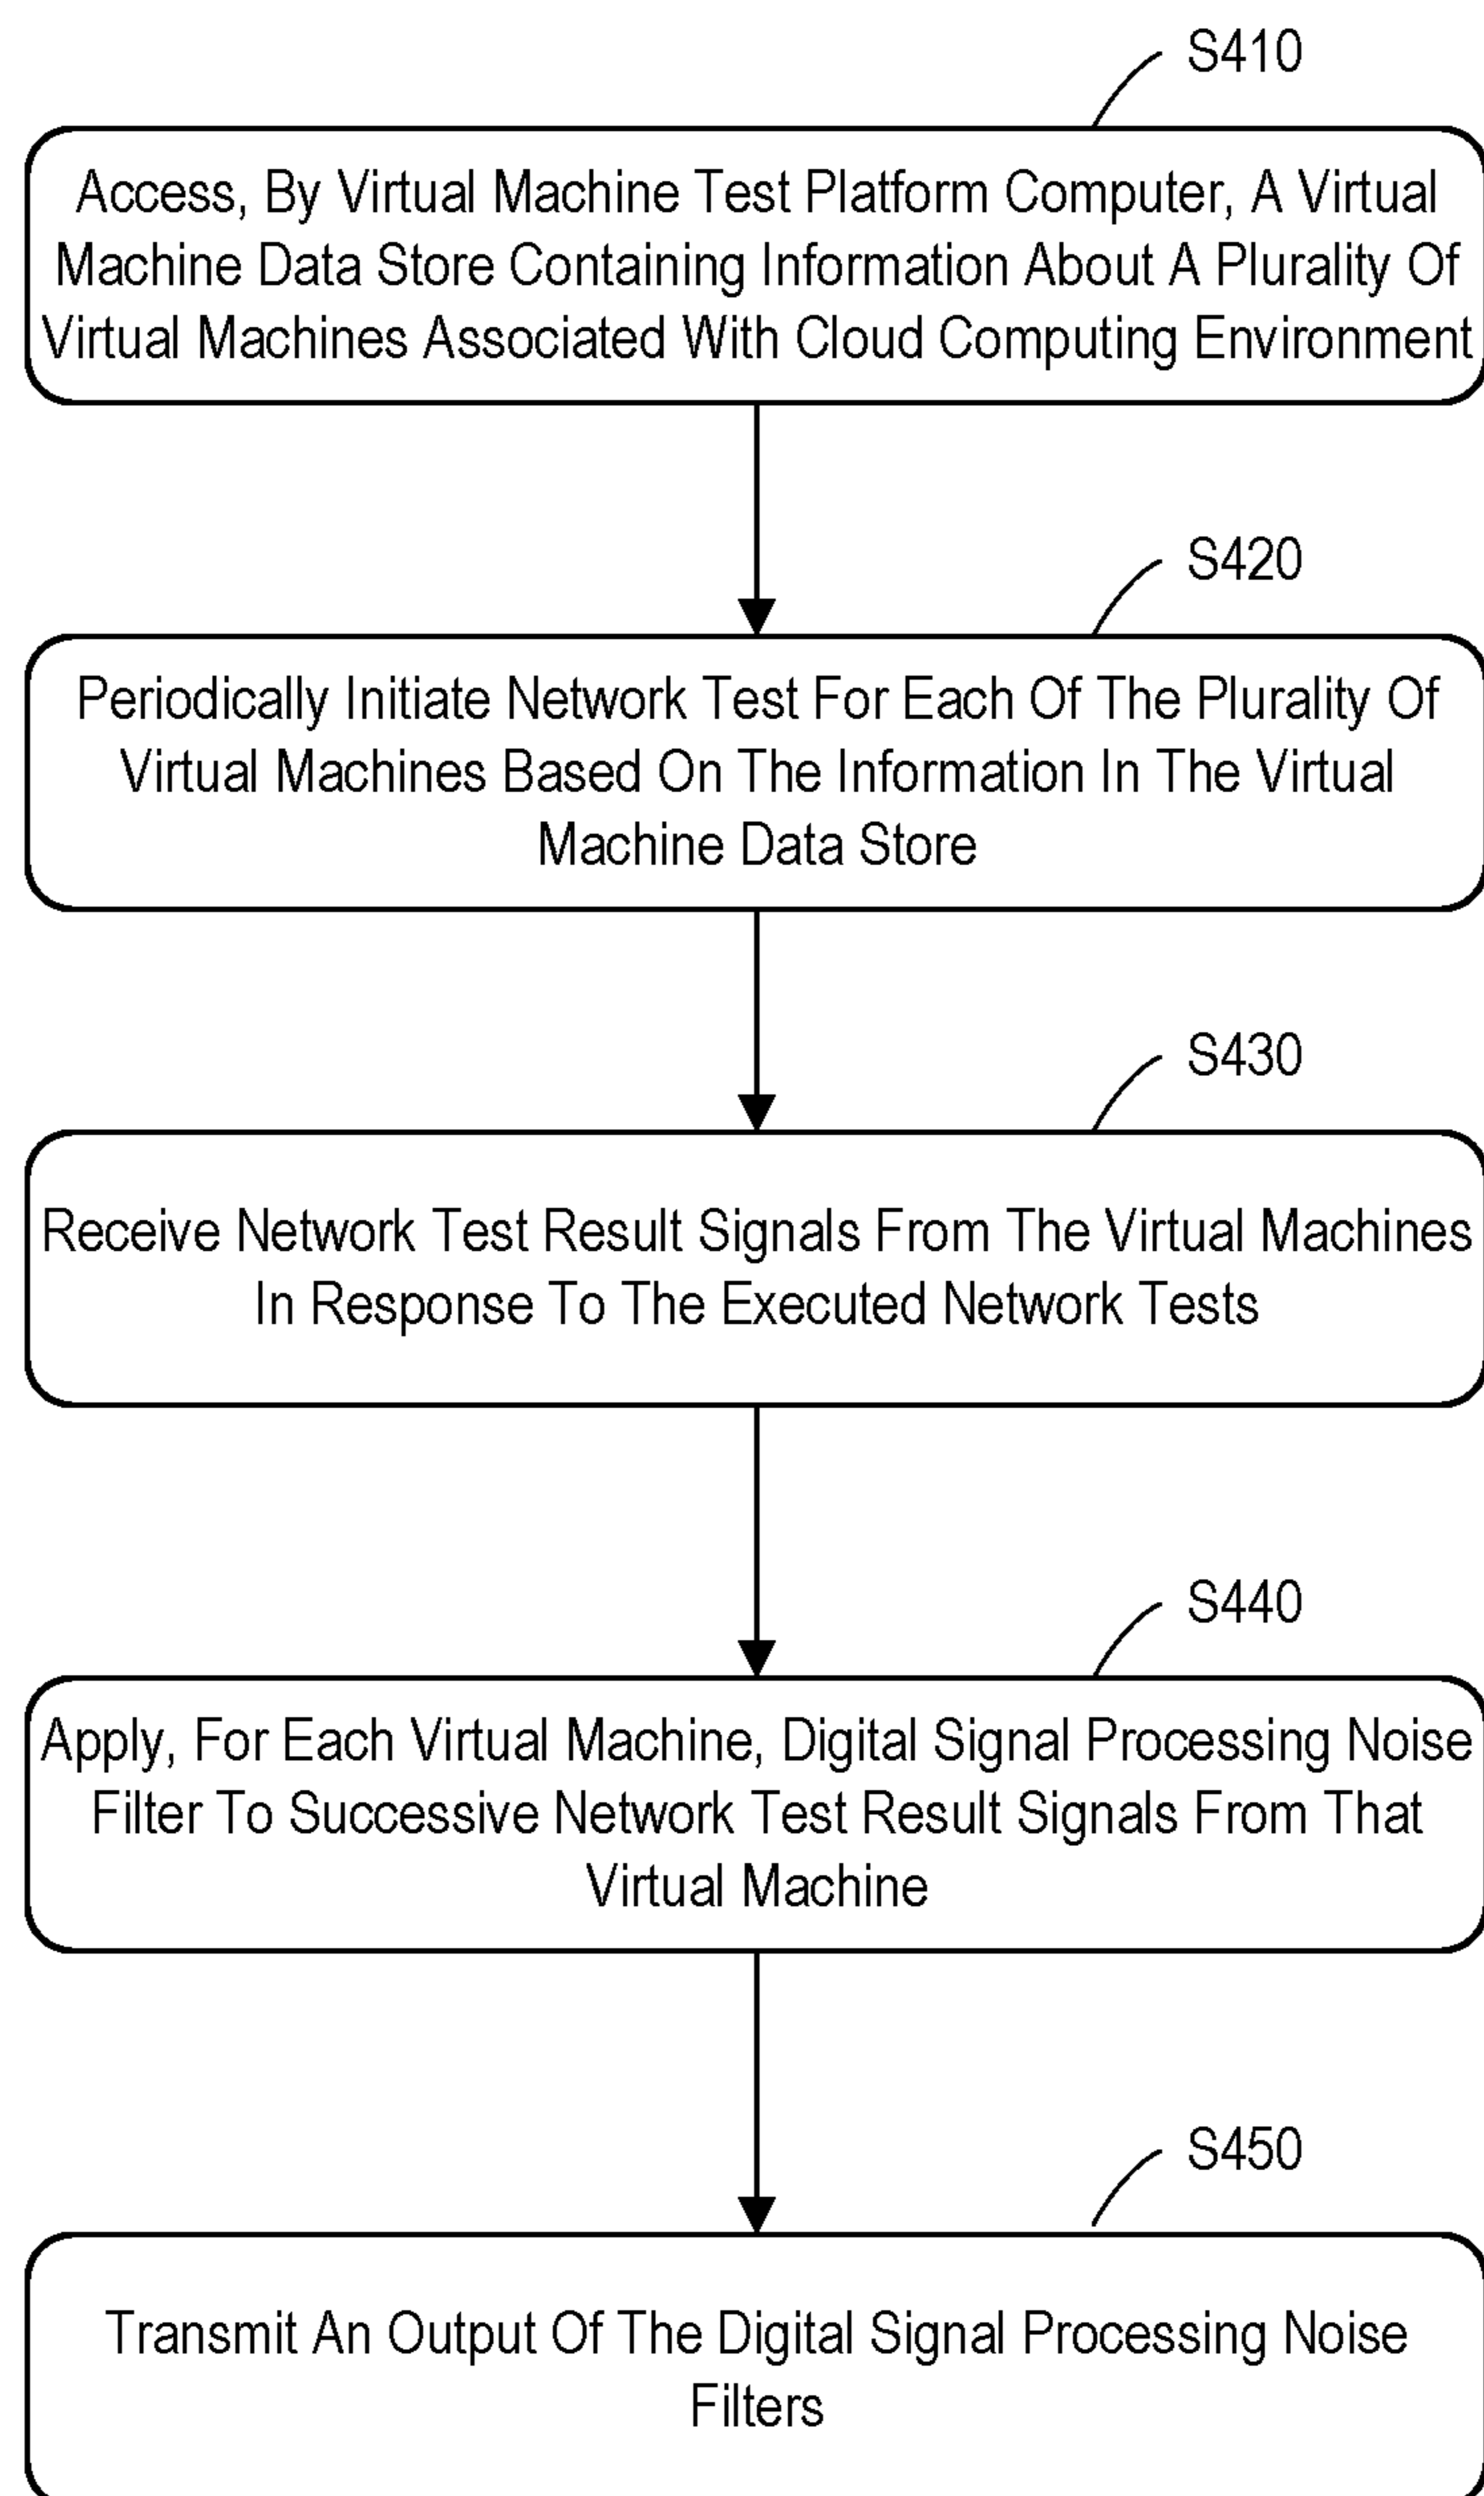 S410
Access, By Virtual Machine Test Platform Computer, A Virtual
Machine Data Store Containing Information About A Plurality Of
Virtual Machines Associated With Cloud Computing Environment
S420
Periodically Initiate Network Test For Each Of The Plurality Of
Virtual Machines Based On The Information In The Virtual
Machine Data Store
S430
Receive Network Test Result Signals From The Virtual Machines
In Response To The Executed Network Tests
S440
Apply, For Each Virtual Machine, Digital Signal Processing Noise
Filter To Successive Network Test Result Signals From That
Virtual Machine
S450
Transmit An Output Of The Digital Signal Processing Noise
Filters